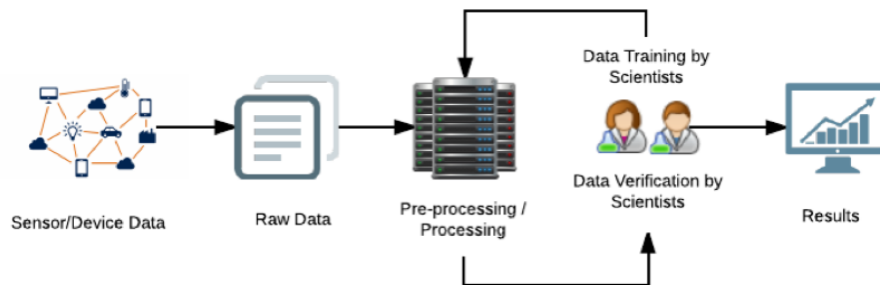 Sensor/Device Data
Raw Data
Pre-processing /
Processing
Data Training by
Scientists
Data Verification by
Scientists
Results